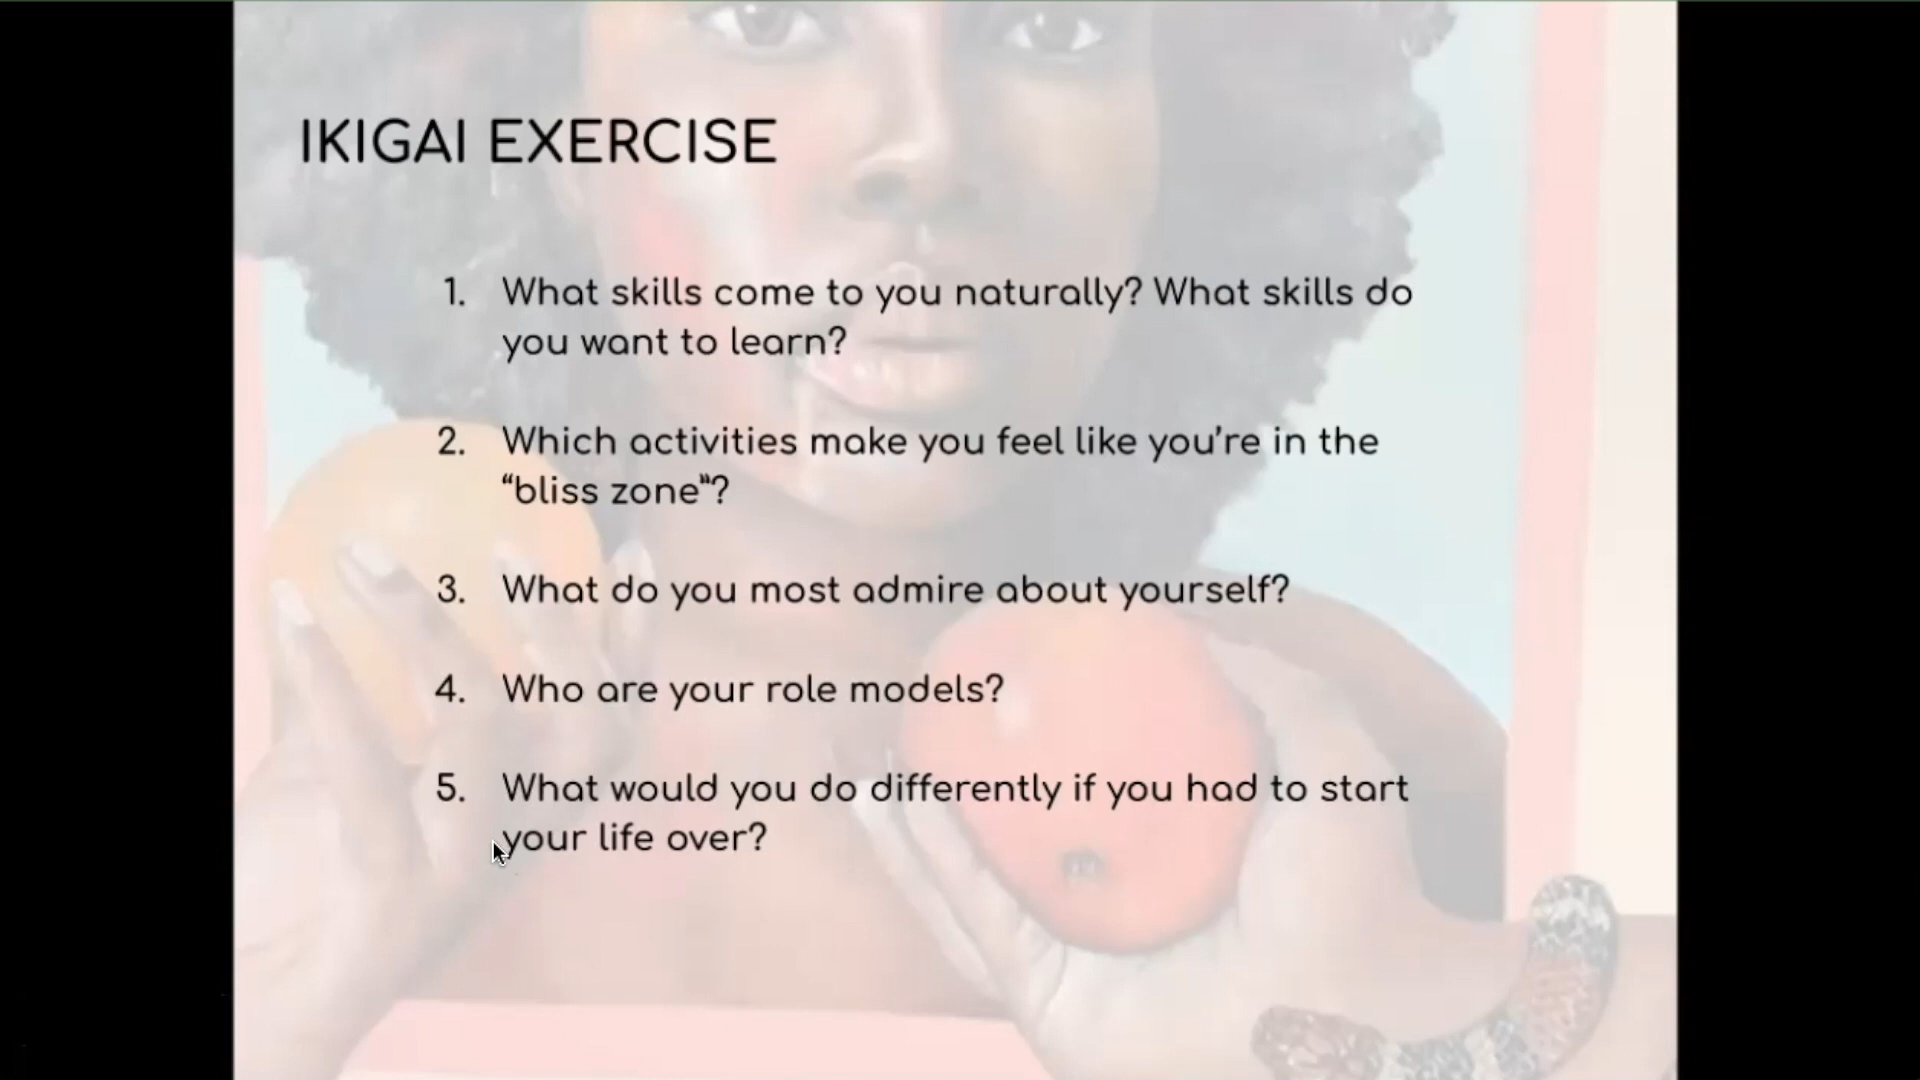 IKIGAI EXERCISE
1. What skills come to you naturally? What skills do
you want to learn?
2. Which activities make you feel like you’re in the
“bliss zone”?
3. What do you most admire about yourself?
4. Who are your role models?
5. What would you do differently if you had to start
your life over?